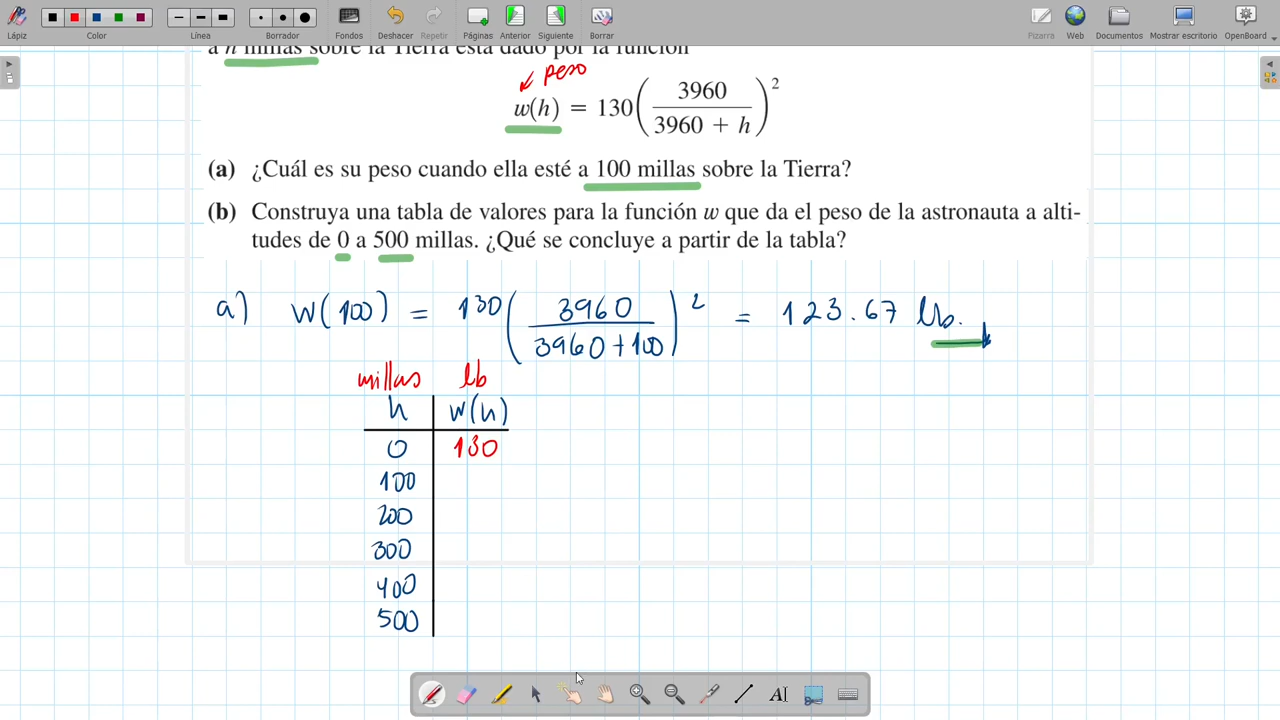 Lápiz Color Línea Borrador Fondos Deshacer Repetir Páginas Anterior Siguiente Borrar Pizarra Web Documentos Mostrar escritorio OpenBoard
a h millas sobre la Tierra está dado por la función
peso
w(h) = 130(3960/(3960 + h))²
(a) ¿Cuál es su peso cuando ella esté a 100 millas sobre la Tierra?
(b) Construya una tabla de valores para la función w que da el peso de la astronauta a alti-
tudes de 0 a 500 millas. ¿Qué se concluye a partir de la tabla?
a) W(100) = 130(3960/(3960+100))² = 123.67 lb.
millas lb
h W(h)
0 130
100
200
300
400
500